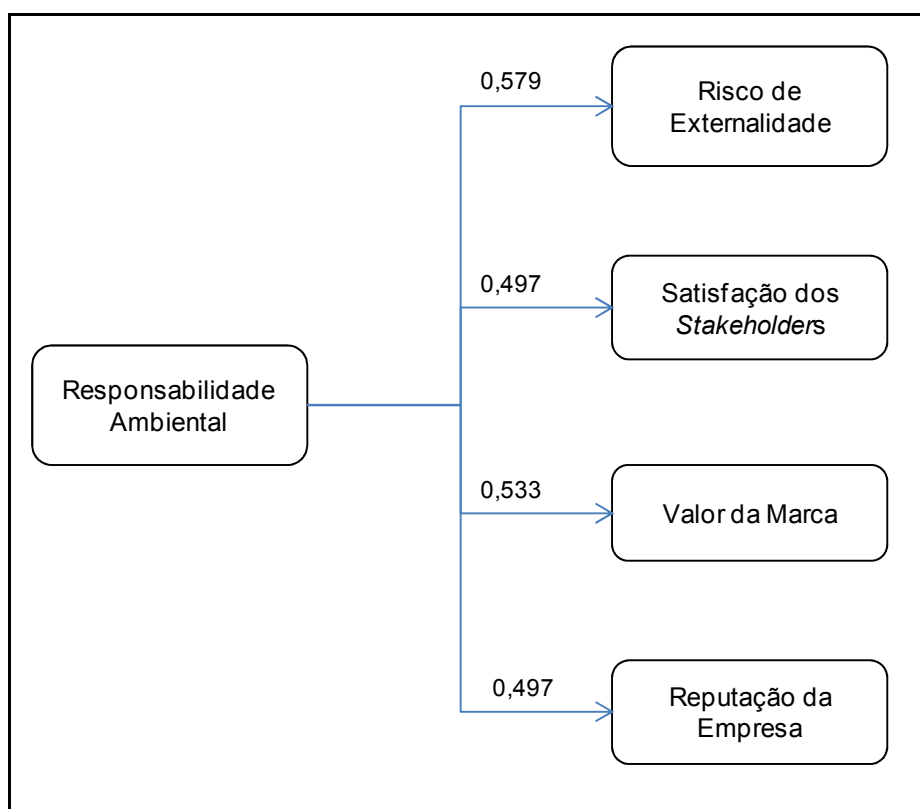 0,579
Risco de
Externalidade
0,497
Satisfação dos
Stakeholders
Responsabilidade
Ambiental
0,533
Valor da Marca
0,497
Reputação da
Empresa